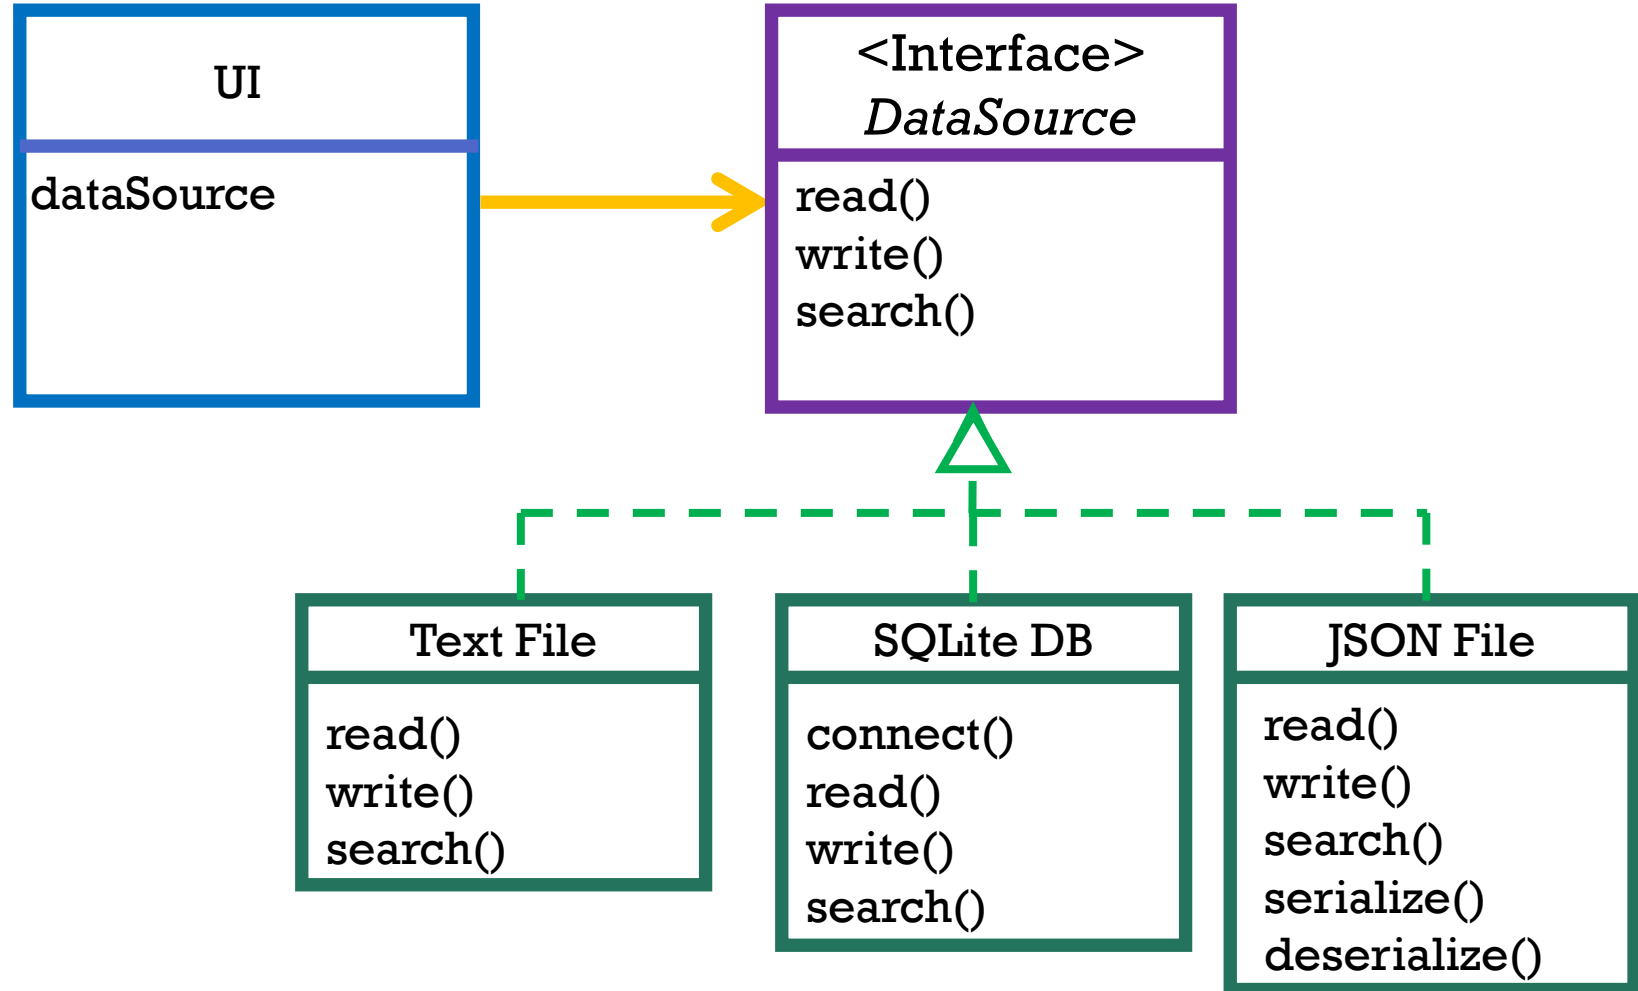 UI
dataSource
<Interface>
DataSource
read()
write()
search()
Text File
read()
write()
search()
SQLite DB
connect()
read()
write()
search()
JSON File
read()
write()
search()
serialize()
deserialize()